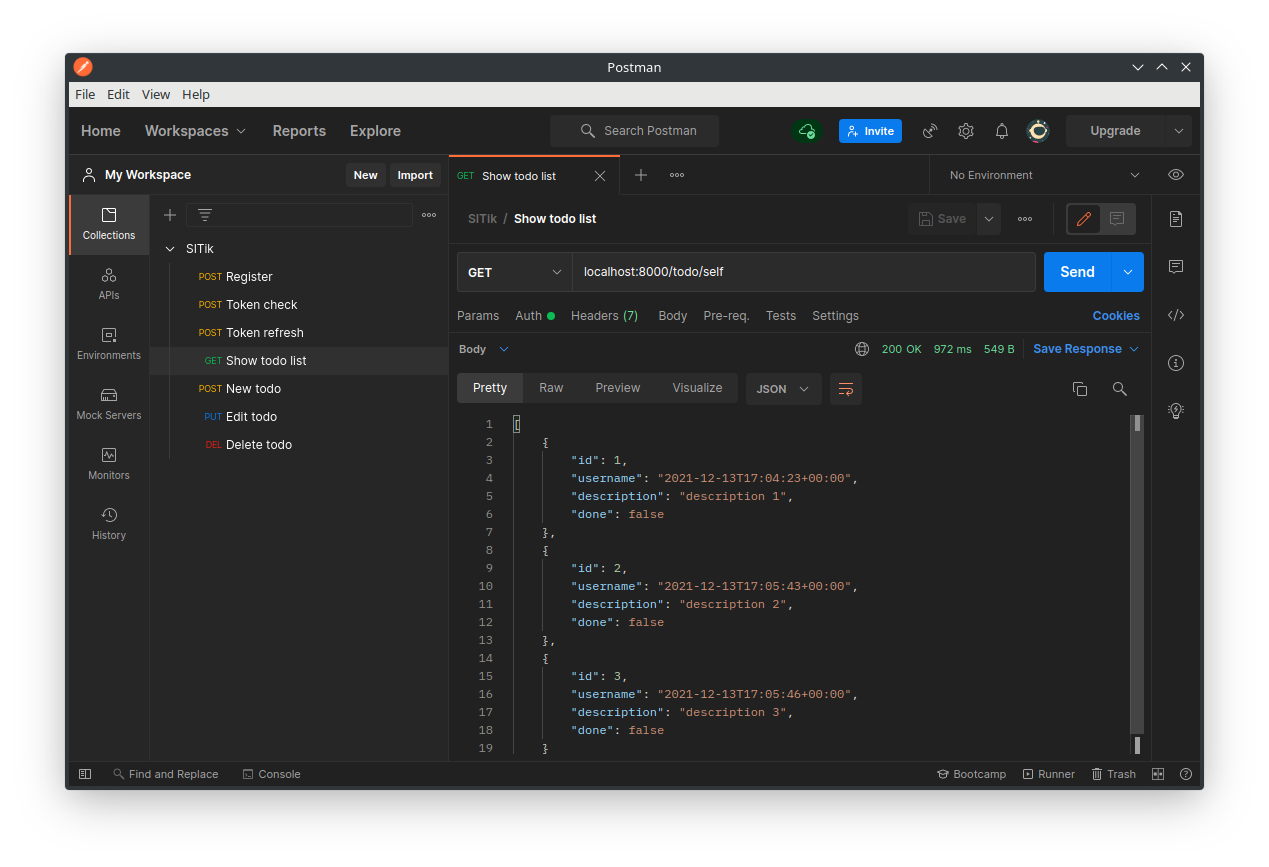 Postman
File Edit View Help
Home Workspaces Reports Explore Search Postman Invite Upgrade
My Workspace New Import
GET Show todo list No Environment
Collections
APIs
Environments
Mock Servers
Monitors
History
SITik
POST Register
POST Token check
POST Token refresh
GET Show todo list
POST New todo
PUT Edit todo
DEL Delete todo
SITik / Show todo list Save
GET localhost:8000/todo/self Send
Params Auth Headers (7) Body Pre-req. Tests Settings Cookies
Body 200 OK 972 ms 549 B Save Response
Pretty Raw Preview Visualize JSON
1 [
2 {
3 "id": 1,
4 "username": "2021-12-13T17:04:23+00:00",
5 "description": "description 1",
6 "done": false
7 },
8 {
9 "id": 2,
10 "username": "2021-12-13T17:05:43+00:00",
11 "description": "description 2",
12 "done": false
13 },
14 {
15 "id": 3,
16 "username": "2021-12-13T17:05:46+00:00",
17 "description": "description 3",
18 "done": false
19 }
Find and Replace Console Bootcamp Runner Trash